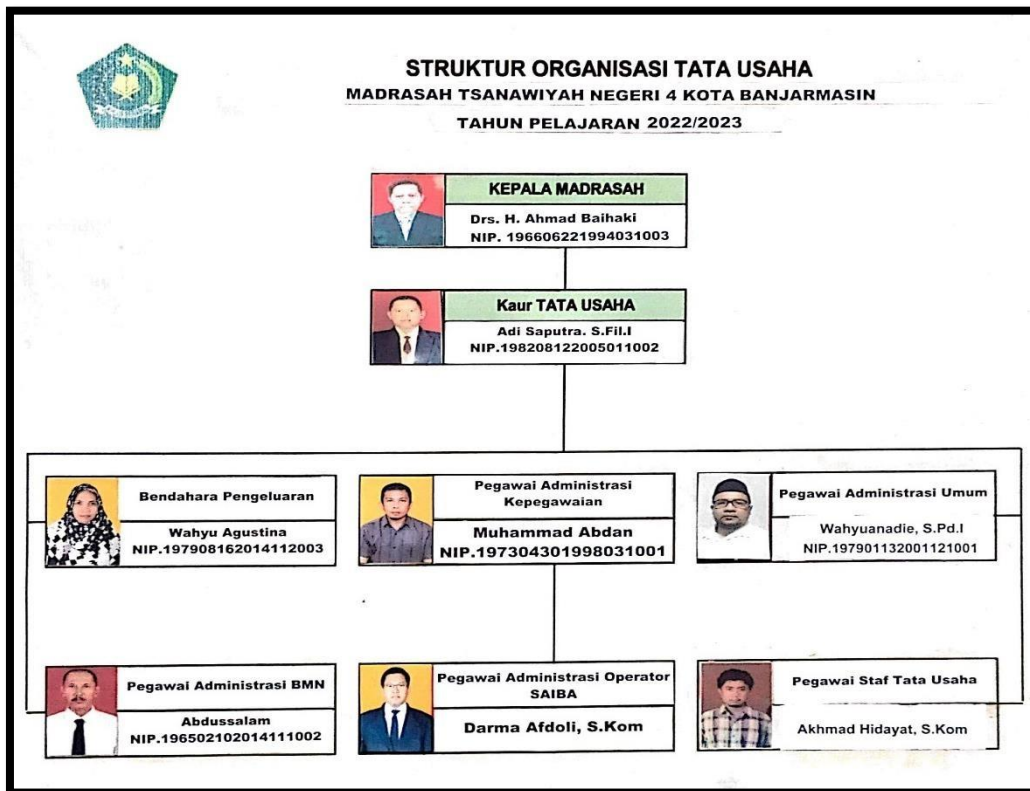 STRUKTUR ORGANISASI TATA USAHA
MADRASAH TSANAWIYAH NEGERI 4 KOTA BANJARMASIN
TAHUN PELAJARAN 2022/2023
KEPALA MADRASAH
Drs. H. Ahmad Baihaki
NIP. 196606221994031003
Kaur TATA USAHA
Adi Saputra. S.Fil.I
NIP.198208122005011002
Bendahara Pengeluaran
Wahyu Agustina
NIP.197908162014112003
Pegawai Administrasi
Kepegawaian
Muhammad Abdan
NIP.197304301998031001
Pegawai Administrasi Umum
Wahyuanadie, S.Pd.I
NIP.197901132001121001
Pegawai Administrasi BMN
Abdussalam
NIP.196502102014111002
Pegawai Administrasi Operator
SAIBA
Darma Afdoli, S.Kom
Pegawai Staf Tata Usaha
Akhmad Hidayat, S.Kom